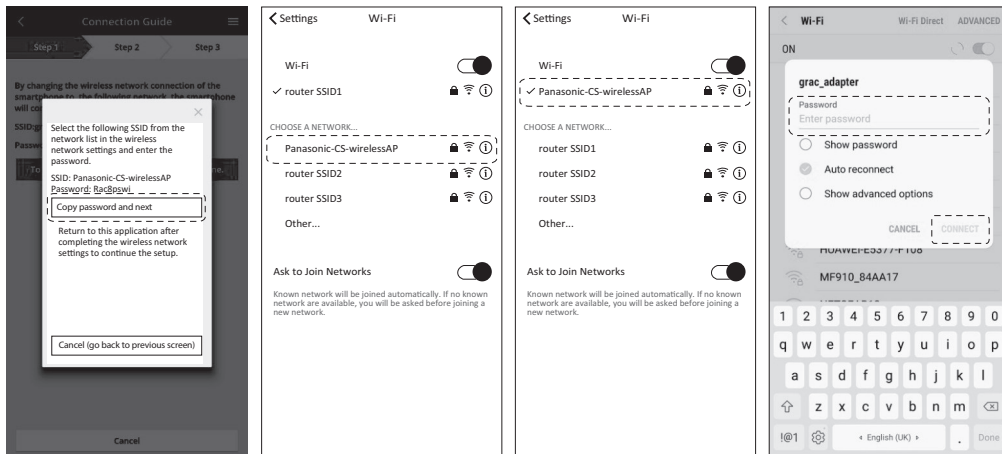 Connection Guide
Step 1
Step 2
Step 3
By changing the wireless network connection of the
smartphone to the following network, the smartphone
will co
SSID:g
Passw
To
ne.
Select the following SSID from the
network list in the wireless
network settings and enter the
password.
SSID: Panasonic-CS-wirelessAP
Password: Rac8pswi
Copy password and next
Return to this application after
completing the wireless network
settings to continue the setup.
Cancel (go back to previous screen)
Cancel
Settings
Wi-Fi
Wi-Fi
router SSID1
CHOOSE A NETWORK...
Panasonic-CS-wirelessAP
router SSID2
router SSID3
Other...
Ask to Join Networks
Known network will be joined automatically. If no known
network are available, you will be asked before joining a
new network.
Settings
Wi-Fi
Wi-Fi
Panasonic-CS-wirelessAP
CHOOSE A NETWORK...
router SSID1
router SSID2
router SSID3
Other...
Ask to Join Networks
Known network will be joined automatically. If no known
network are available, you will be asked before joining a
new network.
Wi-Fi
Wi-Fi Direct
ADVANCED
ON
grac_adapter
Password
Enter password
Show password
Auto reconnect
Show advanced options
CANCEL
CONNECT
HUAWEI-E5377-F108
MF910_84AA17
1 2 3 4 5 6 7 8 9 0
q w e r t y u i o p
a s d f g h j k l
z x c v b n m
!@1
English (UK)
.
Done